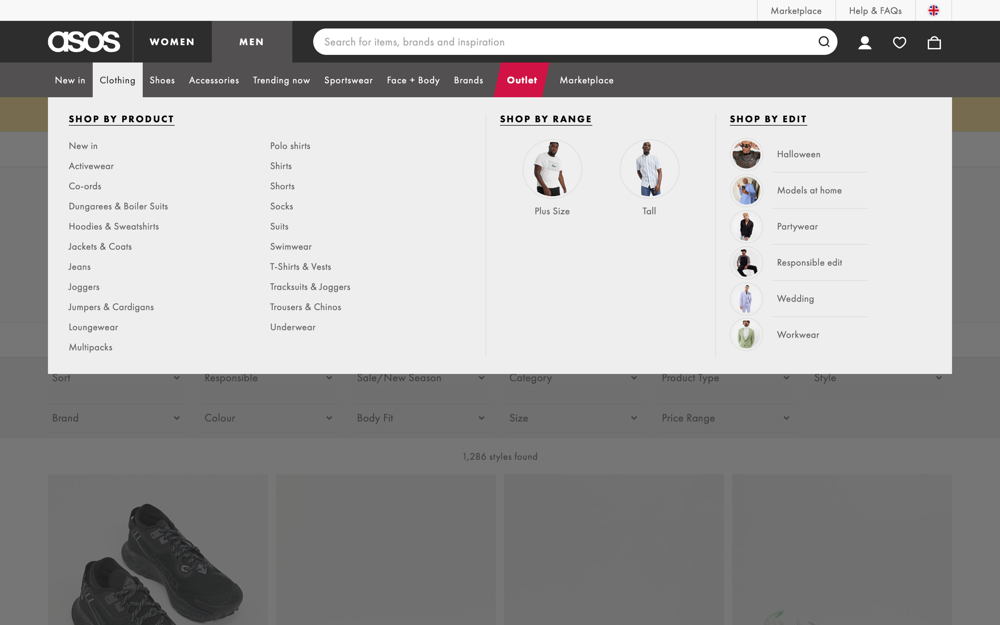 Marketplace
Help & FAQs
asos
WOMEN
MEN
Search for items, brands and inspiration
New in
Clothing
Shoes
Accessories
Trending now
Sportswear
Face + Body
Brands
Outlet
Marketplace
SHOP BY PRODUCT
New in
Activewear
Co-ords
Dungarees & Boiler Suits
Hoodies & Sweatshirts
Jackets & Coats
Jeans
Joggers
Jumpers & Cardigans
Loungewear
Multipacks
Polo shirts
Shirts
Shorts
Socks
Suits
Swimwear
T-Shirts & Vests
Tracksuits & Joggers
Trousers & Chinos
Underwear
SHOP BY RANGE
Plus Size
Tall
SHOP BY EDIT
Halloween
Models at home
Partywear
Responsible edit
Wedding
Workwear
Sort
Responsible
Sale/New Season
Category
Product Type
Style
Brand
Colour
Body Fit
Size
Price Range
1,286 styles found